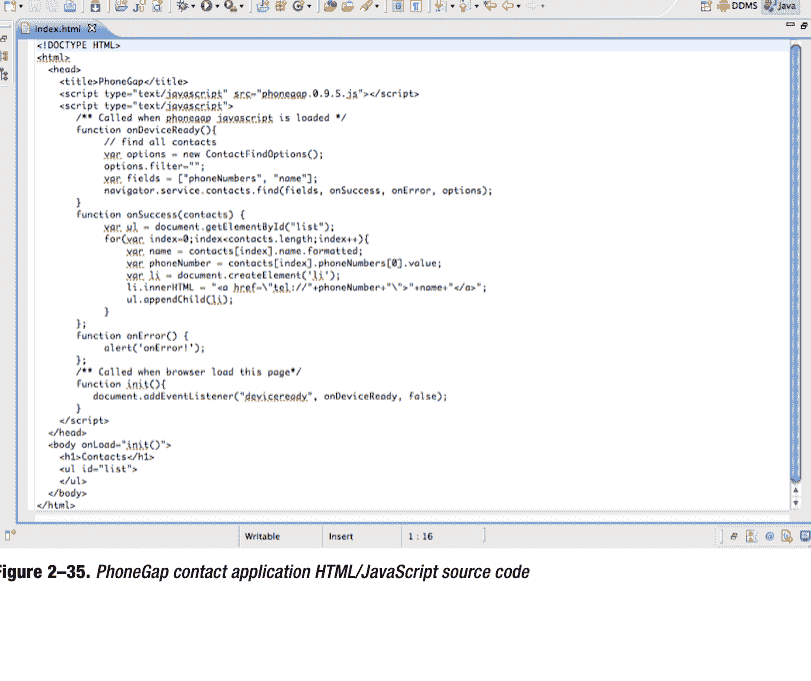 DDMS Java
index.html
<!DOCTYPE HTML>
<html>
<head>
<title>PhoneGap</title>
<script type="text/javascript" src="phonegap.0.9.5.js"></script>
<script type="text/javascript">
/** Called when phonegap javascript is loaded */
function onDeviceReady(){
// find all contacts
var options = new ContactFindOptions();
options.filter="";
var fields = ["phoneNumbers", "name"];
navigator.service.contacts.find(fields, onSuccess, onError, options);
}
function onSuccess(contacts) {
var ul = document.getElementById("list");
for(var index=0;index<contacts.length;index++){
var name = contacts[index].name.formatted;
var phoneNumber = contacts[index].phoneNumbers[0].value;
var li = document.createElement('li');
li.innerHTML = "<a href=\"tel://"+phoneNumber+"\">"+name+"</a>";
ul.appendChild(li);
}
};
function onError() {
alert('onError!');
};
/** Called when browser load this page*/
function init(){
document.addEventListener("deviceready", onDeviceReady, false);
}
</script>
</head>
<body onLoad="init()">
<h1>Contacts</h1>
<ul id="list">
</ul>
</body>
</html>
Writable Insert 1 : 16
Figure 2–35. PhoneGap contact application HTML/JavaScript source code